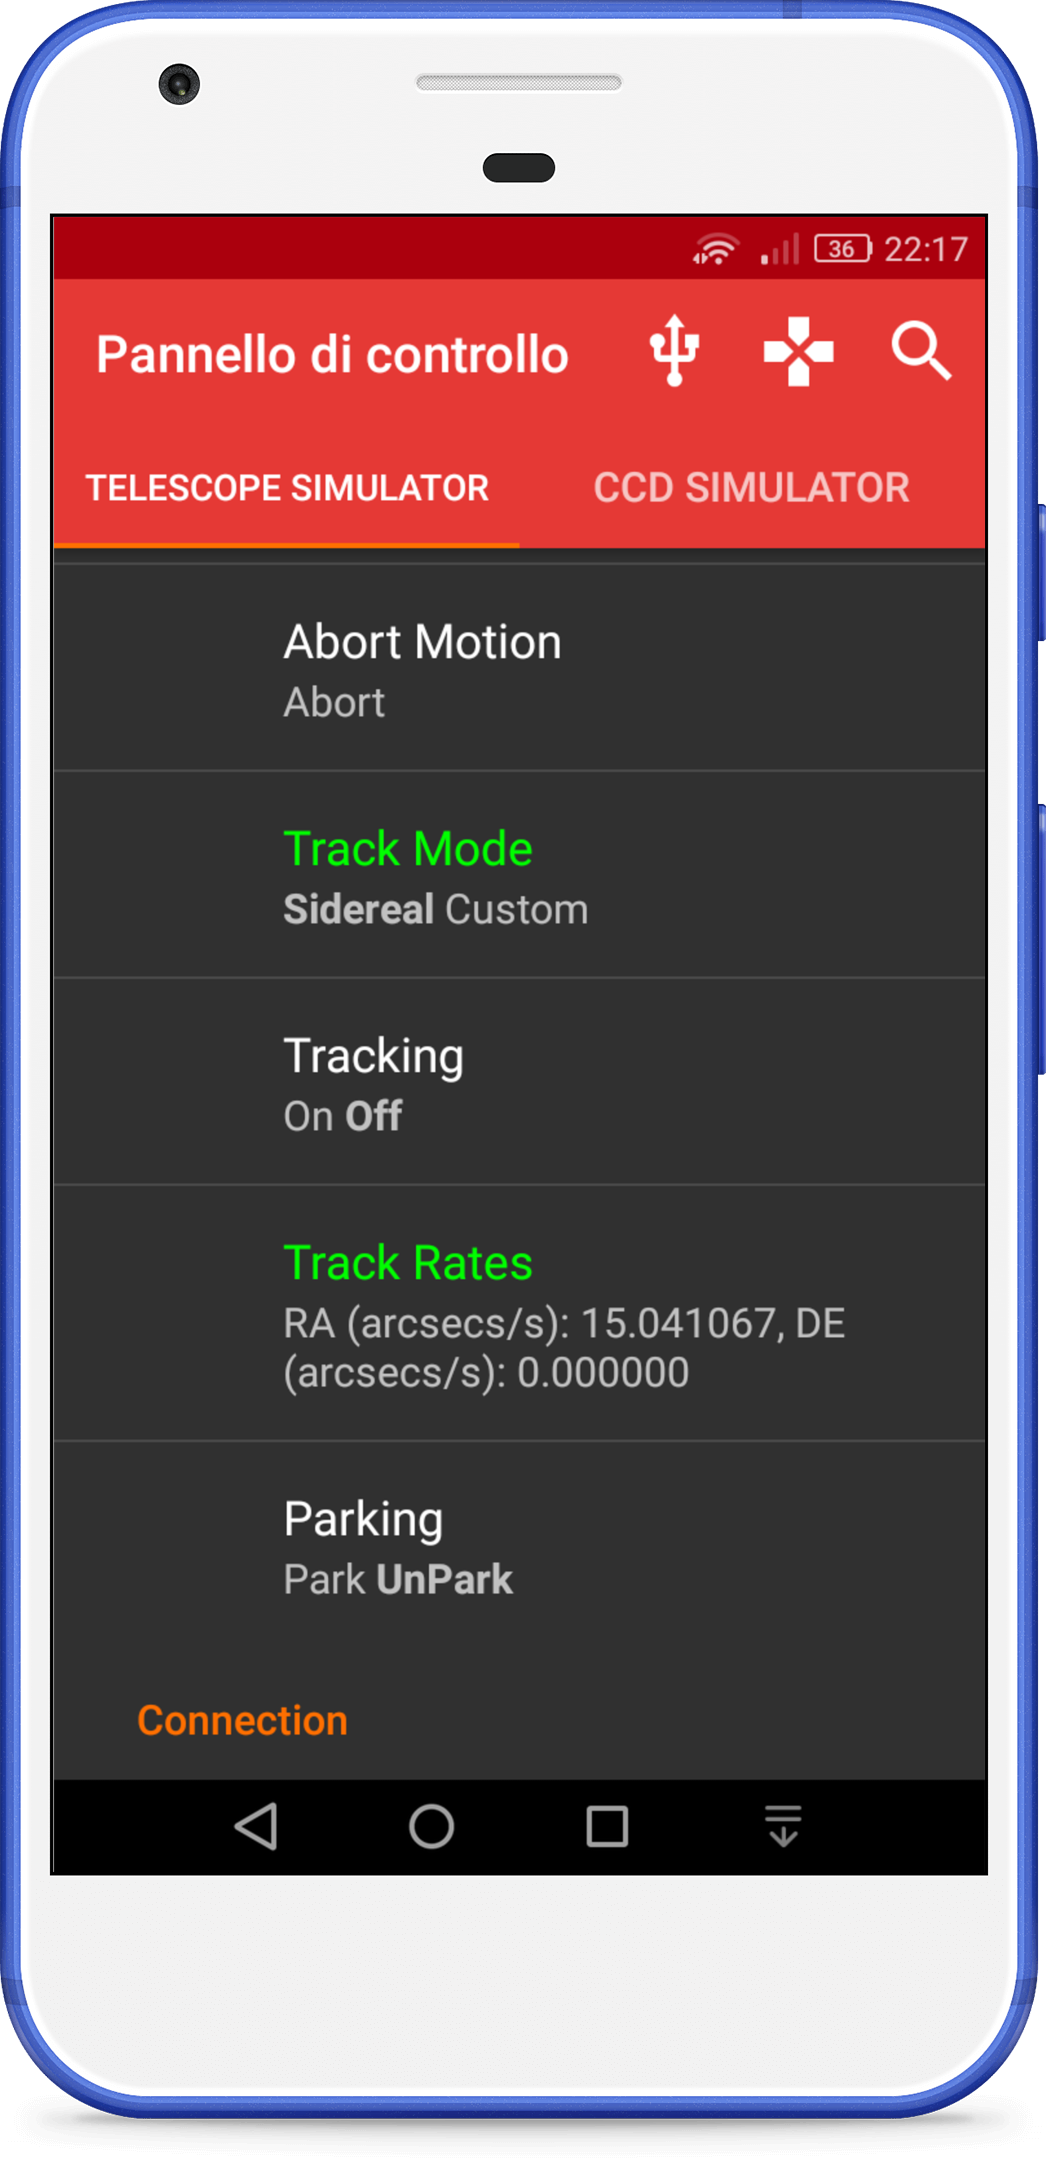 36 22:17
Pannello di controllo
TELESCOPE SIMULATOR CCD SIMULATOR
Abort Motion
Abort
Track Mode
Sidereal Custom
Tracking
On Off
Track Rates
RA (arcsecs/s): 15.041067, DE
(arcsecs/s): 0.000000
Parking
Park UnPark
Connection